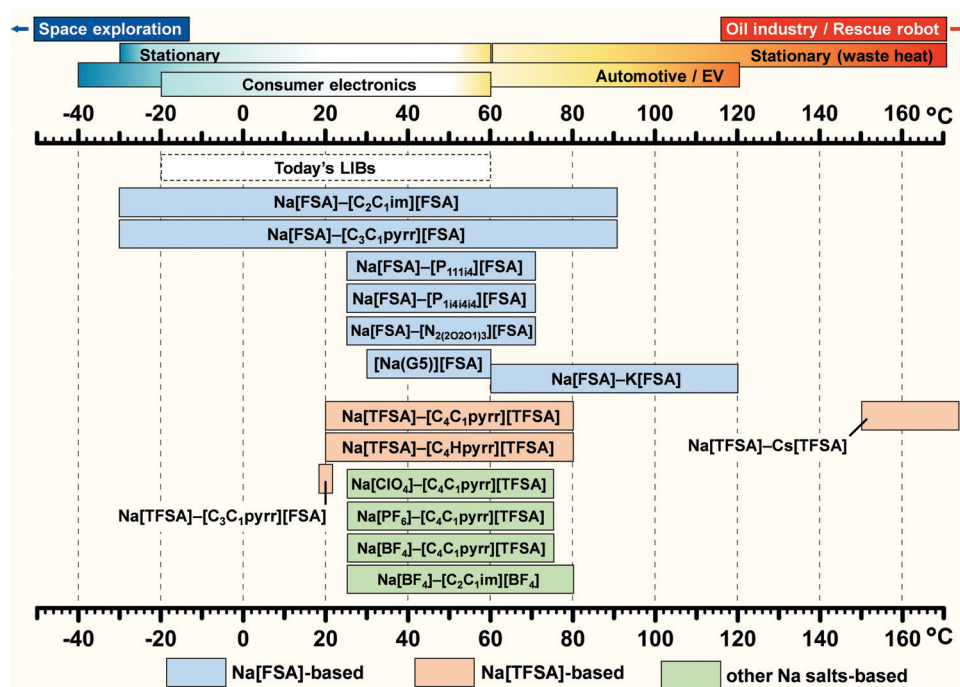 Space exploration
Oil industry / Rescue robot
Stationary
Stationary (waste heat)
Automotive / EV
Consumer electronics
-40 -20 0 20 40 60 80 100 120 140 160 °C
Today's LIBs
Na[FSA]–[C₂C₁im][FSA]
Na[FSA]–[C₃C₁pyrr][FSA]
Na[FSA]–[P₁₁₁ᵢ₄][FSA]
Na[FSA]–[P₁ᵢ₄ᵢ₄ᵢ₄][FSA]
Na[FSA]–[N₂₍₂O₂O₁₎₃][FSA]
[Na(G5)][FSA]
Na[FSA]–K[FSA]
Na[TFSA]–[C₄C₁pyrr][TFSA]
Na[TFSA]–Cs[TFSA]
Na[TFSA]–[C₄Hpyrr][TFSA]
Na[ClO₄]–[C₄C₁pyrr][TFSA]
Na[TFSA]–[C₃C₁pyrr][FSA]
Na[PF₆]–[C₄C₁pyrr][TFSA]
Na[BF₄]–[C₄C₁pyrr][TFSA]
Na[BF₄]–[C₂C₁im][BF₄]
-40 -20 0 20 40 60 80 100 120 140 160 °C
Na[FSA]-based
Na[TFSA]-based
other Na salts-based